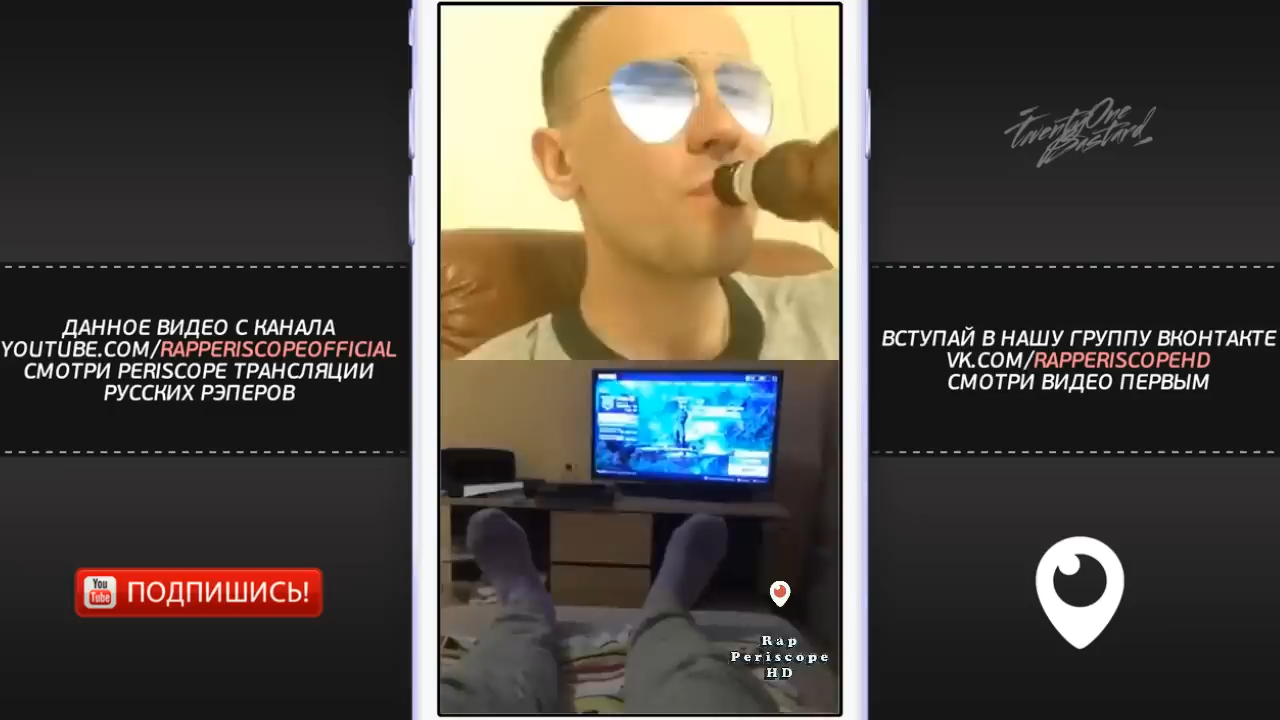 TwentyOne
Bastard
ДАННОЕ ВИДЕО С КАНАЛА
YOUTUBE.COM/RAPPERISCOPEOFFICIAL
СМОТРИ PERISCOPE ТРАНСЛЯЦИИ
РУССКИХ РЭПЕРОВ
ВСТУПАЙ В НАШУ ГРУППУ ВКОНТАКТЕ
VK.COM/RAPPERISCOPEHD
СМОТРИ ВИДЕО ПЕРВЫМ
You
Tube
ПОДПИШИСЬ!
Rap
Periscope
HD